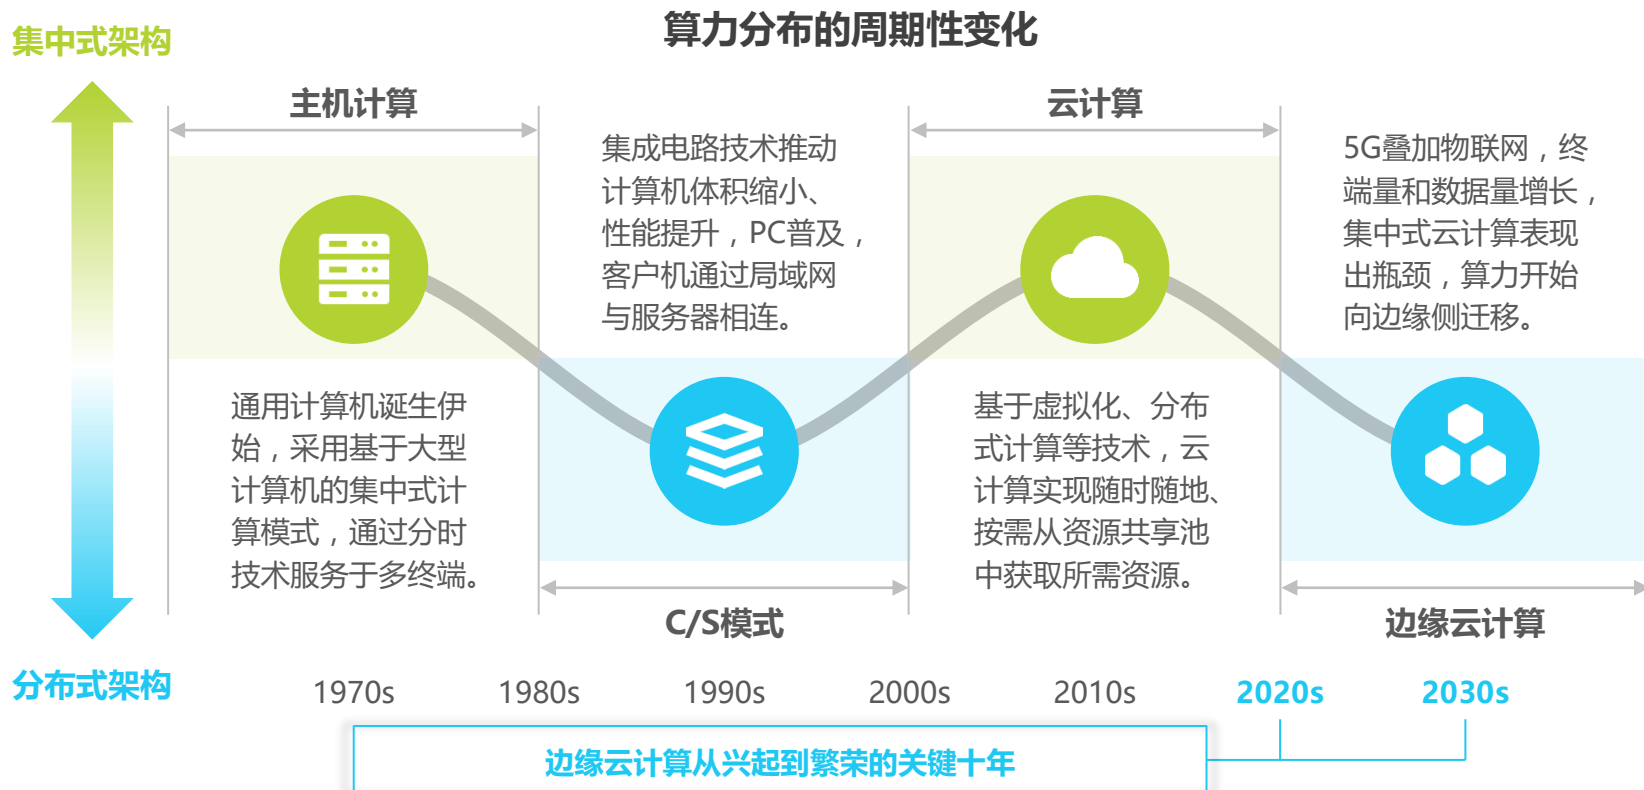 算力分布的周期性变化
集中式架构
主机计算
云计算
集成电路技术推动
计算机体积缩小、
性能提升，PC普及，
客户机通过局域网
与服务器相连。
5G叠加物联网，终
端量和数据量增长，
集中式云计算表现
出瓶颈，算力开始
向边缘侧迁移。
通用计算机诞生伊
始，采用基于大型
计算机的集中式计
算模式，通过分时
技术服务于多终端。
基于虚拟化、分布
式计算等技术，云
计算实现随时随地、
按需从资源共享池
中获取所需资源。
C/S模式
边缘云计算
分布式架构
1970s 1980s 1990s 2000s 2010s 2020s 2030s
边缘云计算从兴起到繁荣的关键十年